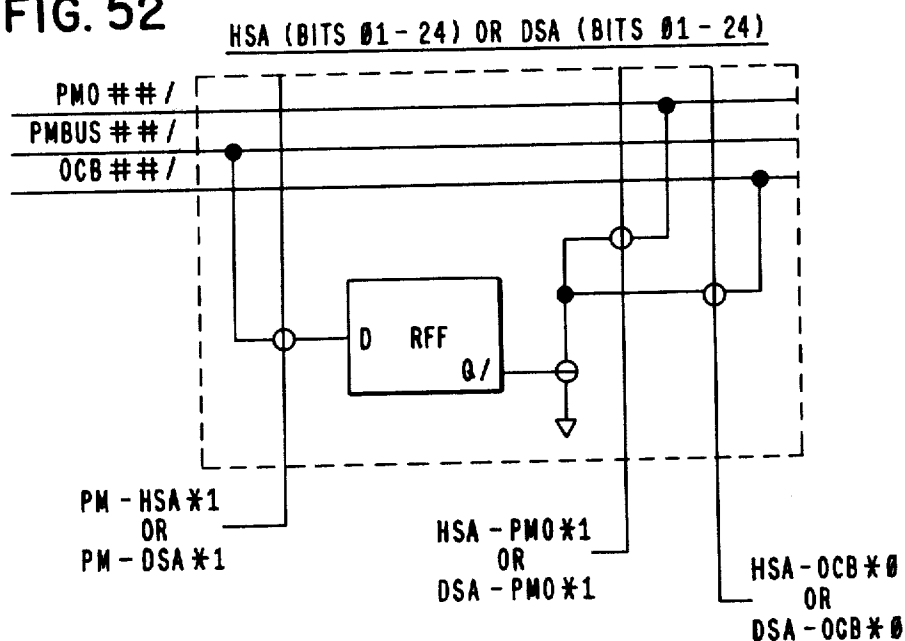 FIG. 52
HSA (BITS Ø1-24) OR DSA (BITS Ø1-24)
PMO ##/
PMBUS ##/
OCB ##/
D RFF
Q/
PM-HSA*1
OR
PM-DSA*1
HSA-PMO*1
OR
DSA-PMO*1
HSA-OCB*Ø
OR
DSA-OCB*Ø